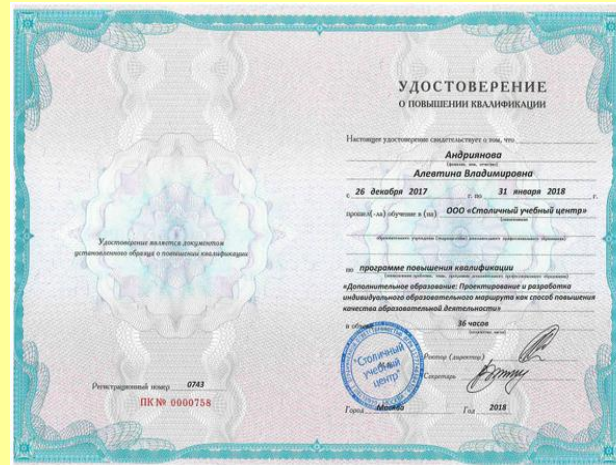 Удостоверение является документом
установленного образца о повышении квалификации
Регистрационный номер 0743
ПК № 0000758
УДОСТОВЕРЕНИЕ
О ПОВЫШЕНИИ КВАЛИФИКАЦИИ
Настоящее удостоверение свидетельствует о том, что
Андриянова
(фамилия, имя, отчество)
Алевтина Владимировна
с 26 декабря 2017 г. по 31 января 2018 г.
прошел(-ла) обучение в (на) ООО «Столичный учебный центр»
по программе повышения квалификации
«Дополнительное образование: Проектирование и разработка
индивидуального образовательного маршрута как способ повышения
качества образовательной деятельности»
в объеме 36 часов
"Столичный
учебный
центр"
Ректор (директор)
Секретарь
Город Москва Год 2018